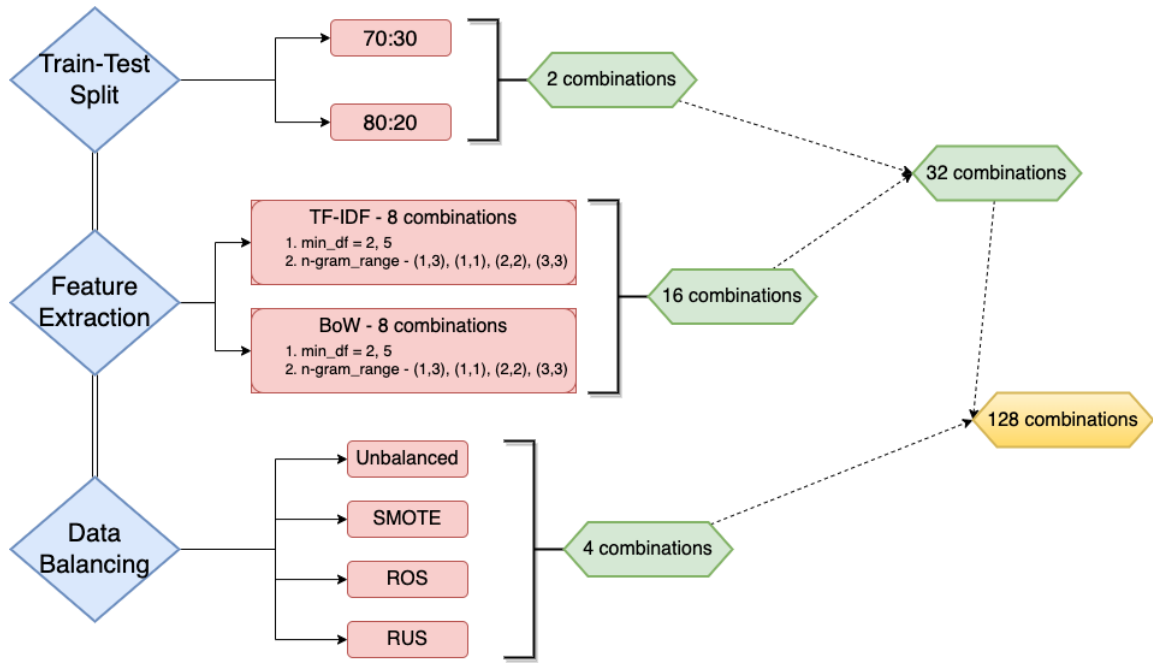 Train-Test
Split
70:30
80:20
2 combinations
32 combinations
Feature
Extraction
TF-IDF - 8 combinations
1. min_df = 2, 5
2. n-gram_range - (1,3), (1,1), (2,2), (3,3)
BoW - 8 combinations
1. min_df = 2, 5
2. n-gram_range - (1,3), (1,1), (2,2), (3,3)
16 combinations
128 combinations
Data
Balancing
Unbalanced
SMOTE
ROS
RUS
4 combinations